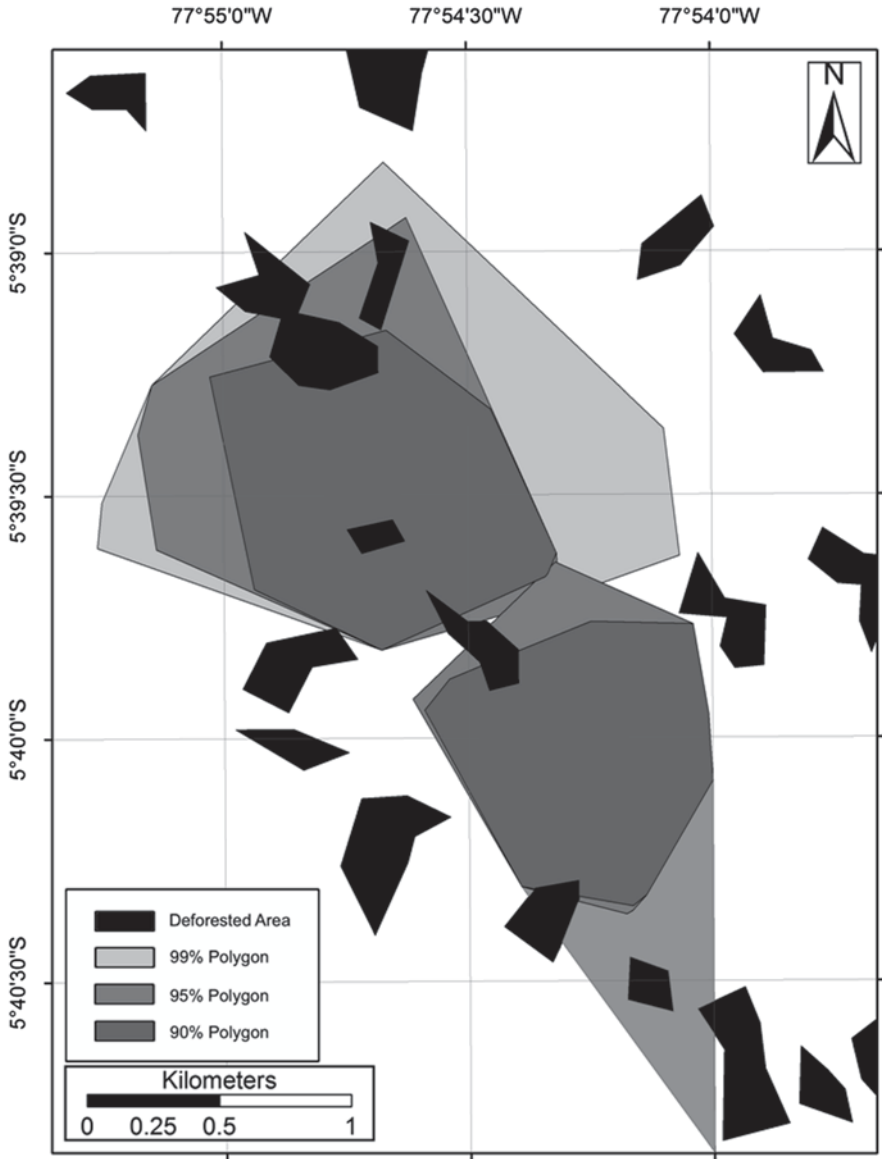 77°55'0"W 77°54'30"W 77°54'0"W
N
5°39'0"S
5°39'30"S
5°40'0"S
5°40'30"S
Deforested Area
99% Polygon
95% Polygon
90% Polygon
Kilometers
0 0.25 0.5 1